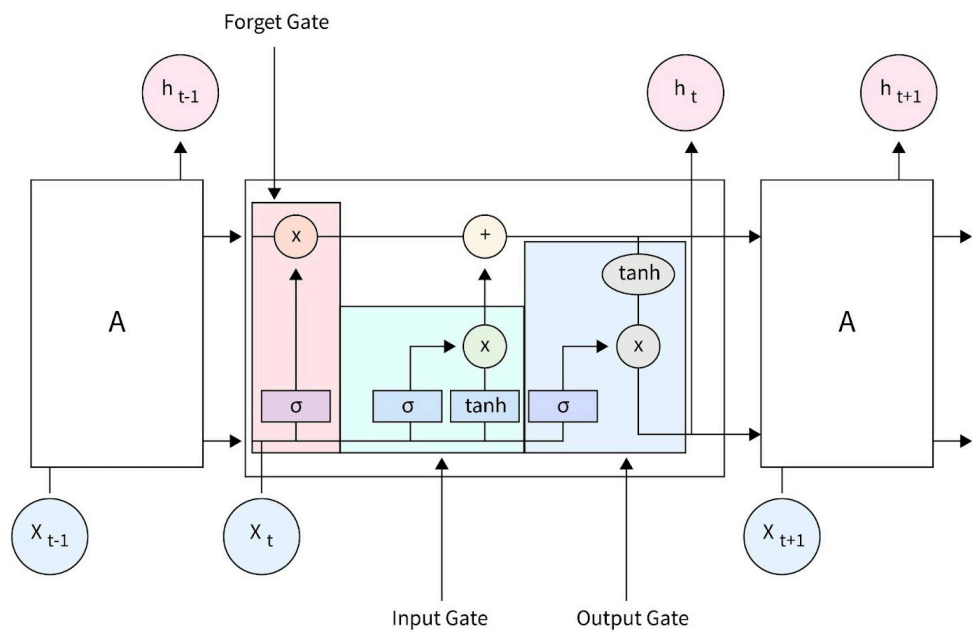 Forget Gate
h t-1
h t
h t+1
x
+
tanh
A
x
x
A
σ
σ
tanh
σ
X t-1
X t
X t+1
Input Gate
Output Gate